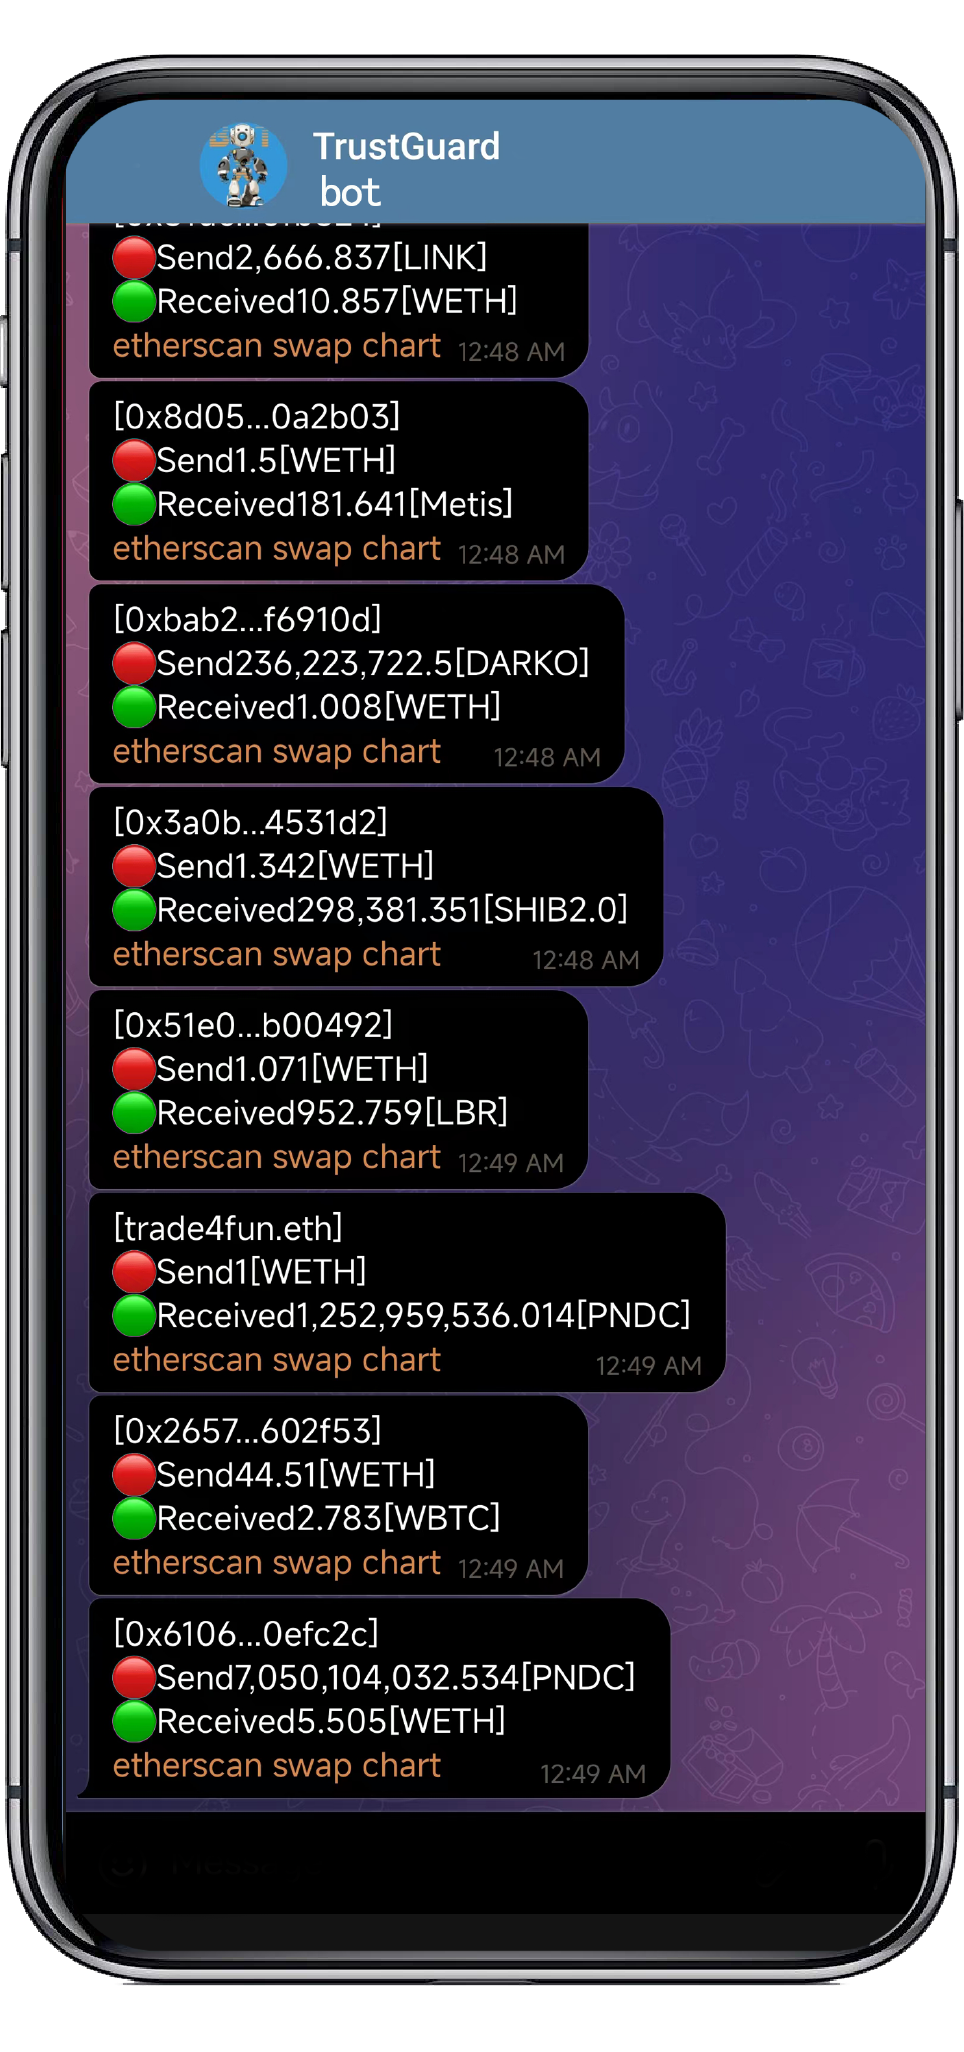 TrustGuard
bot
Send2,666.837[LINK]
Received10.857[WETH]
etherscan swap chart 12:48 AM
[0x8d05...0a2b03]
Send1.5[WETH]
Received181.641[Metis]
etherscan swap chart 12:48 AM
[0xbab2...f6910d]
Send236,223,722.5[DARKO]
Received1.008[WETH]
etherscan swap chart 12:48 AM
[0x3a0b...4531d2]
Send1.342[WETH]
Received298,381.351[SHIB2.0]
etherscan swap chart 12:48 AM
[0x51e0...b00492]
Send1.071[WETH]
Received952.759[LBR]
etherscan swap chart 12:49 AM
[trade4fun.eth]
Send1[WETH]
Received1,252,959,536.014[PNDC]
etherscan swap chart 12:49 AM
[0x2657...602f53]
Send44.51[WETH]
Received2.783[WBTC]
etherscan swap chart 12:49 AM
[0x6106...0efc2c]
Send7,050,104,032.534[PNDC]
Received5.505[WETH]
etherscan swap chart 12:49 AM